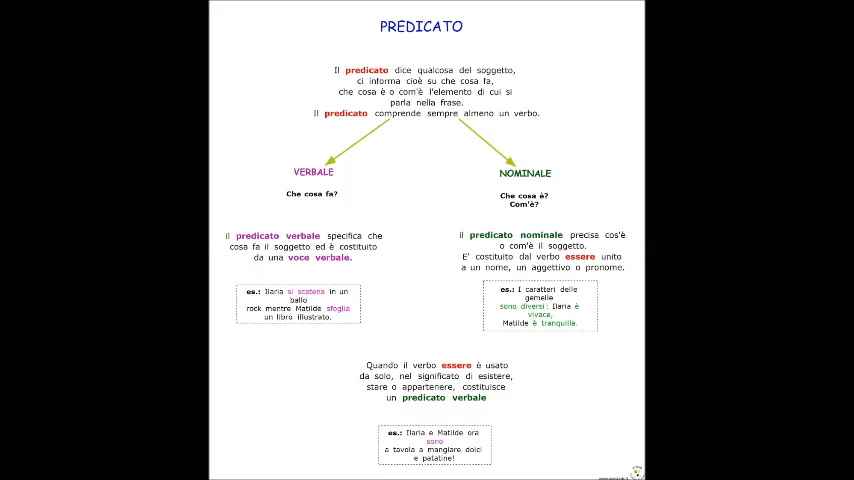 PREDICATO
Il predicato dice qualcosa del soggetto,
ci informa cioè su che cosa fa,
che cosa è o com'è l'elemento di cui si
parla nella frase.
Il predicato comprende sempre almeno un verbo.
VERBALE
Che cosa fa?
il predicato verbale specifica che
cosa fa il soggetto ed è costituito
da una voce verbale.
es.: Ilaria si scatena in un
ballo
rock mentre Matilde sfoglia
un libro illustrato.
NOMINALE
Che cosa è?
Com'è?
il predicato nominale precisa cos'è
o com'è il soggetto.
E' costituito dal verbo essere unito
a un nome, un aggettivo o pronome.
es.: I caratteri delle
gemelle
sono diversi: Ilaria è
vivace,
Matilde è tranquilla.
Quando il verbo essere è usato
da solo, nel significato di esistere,
stare o appartenere, costituisce
un predicato verbale
es.: Ilaria e Matilde ora
sono
a tavola a mangiare dolci
e patatine!